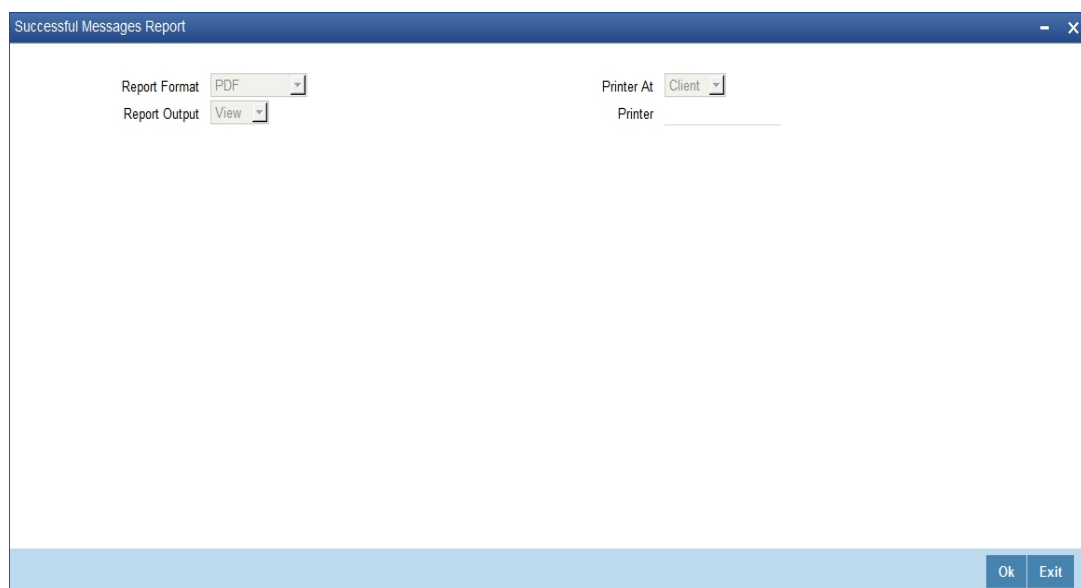 Successful Messages Report
Report Format PDF
Printer At Client
Report Output View
Printer
Ok Exit